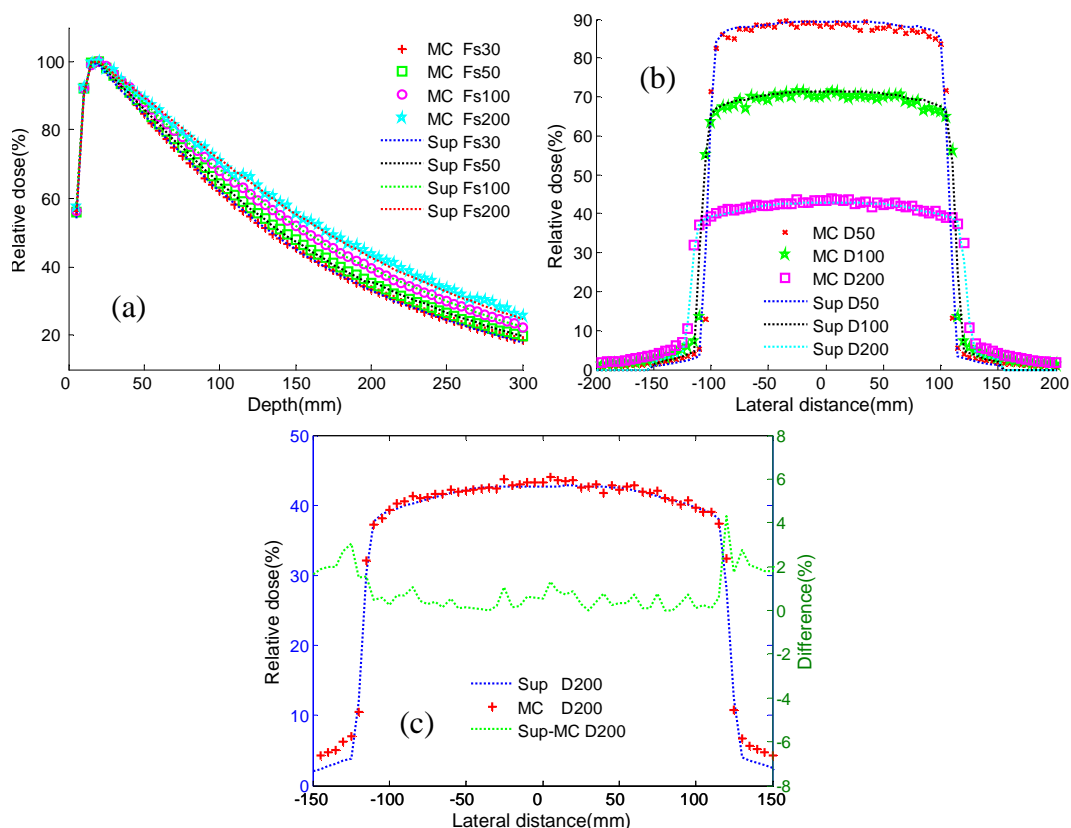 Relative dose(%)
100
80
60
40
20
0
50
100
150
200
250
300
Depth(mm)
(a)
MC Fs30
MC Fs50
MC Fs100
MC Fs200
Sup Fs30
Sup Fs50
Sup Fs100
Sup Fs200
Relative dose(%)
90
80
70
60
50
40
30
20
10
0
-200
-100
0
100
200
Lateral distance(mm)
(b)
MC D50
MC D100
MC D200
Sup D50
Sup D100
Sup D200
Relative dose(%)
50
40
30
20
10
0
-150
-100
-50
0
50
100
150
Lateral distance(mm)
8
6
4
2
0
-2
-4
-6
-8
Difference(%)
(c)
Sup D200
MC D200
Sup-MC D200